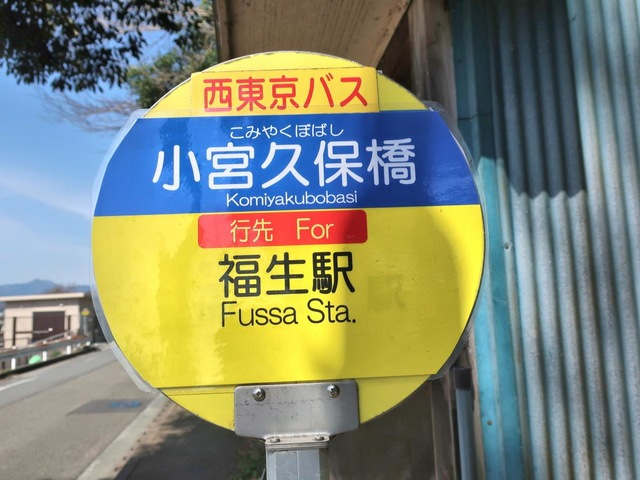 西東京バス
こみやくぼばし
小宮久保橋
Komiyakubobasi
行先 For
福生駅
Fussa Sta.